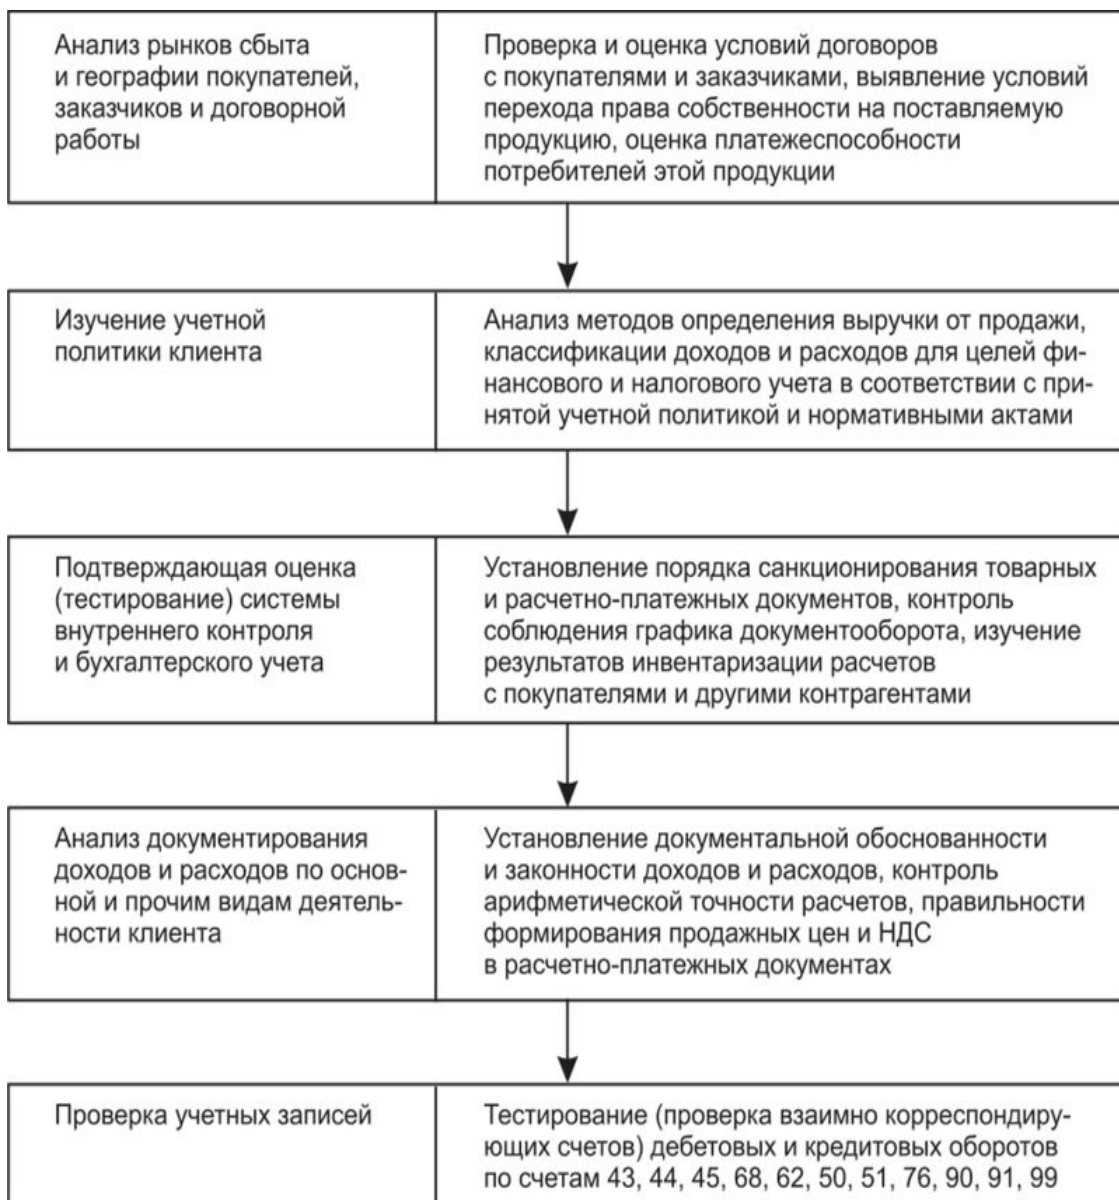 Анализ рынков сбыта
и географии покупателей,
заказчиков и договорной
работы
Проверка и оценка условий договоров
с покупателями и заказчиками, выявление условий
перехода права собственности на поставляемую
продукцию, оценка платежеспособности
потребителей этой продукции
Изучение учетной
политики клиента
Анализ методов определения выручки от продажи,
классификации доходов и расходов для целей фи-
нансового и налогового учета в соответствии с при-
нятой учетной политикой и нормативными актами
Подтверждающая оценка
(тестирование) системы
внутреннего контроля
и бухгалтерского учета
Установление порядка санкционирования товарных
и расчетно-платежных документов, контроль
соблюдения графика документооборота, изучение
результатов инвентаризации расчетов
с покупателями и другими контрагентами
Анализ документирования
доходов и расходов по основ-
ной и прочим видам деятель-
ности клиента
Установление документальной обоснованности
и законности доходов и расходов, контроль
арифметической точности расчетов, правильности
формирования продажных цен и НДС
в расчетно-платежных документах
Проверка учетных записей
Тестирование (проверка взаимно корреспондиру-
ющих счетов) дебетовых и кредитовых оборотов
по счетам 43, 44, 45, 68, 62, 50, 51, 76, 90, 91, 99